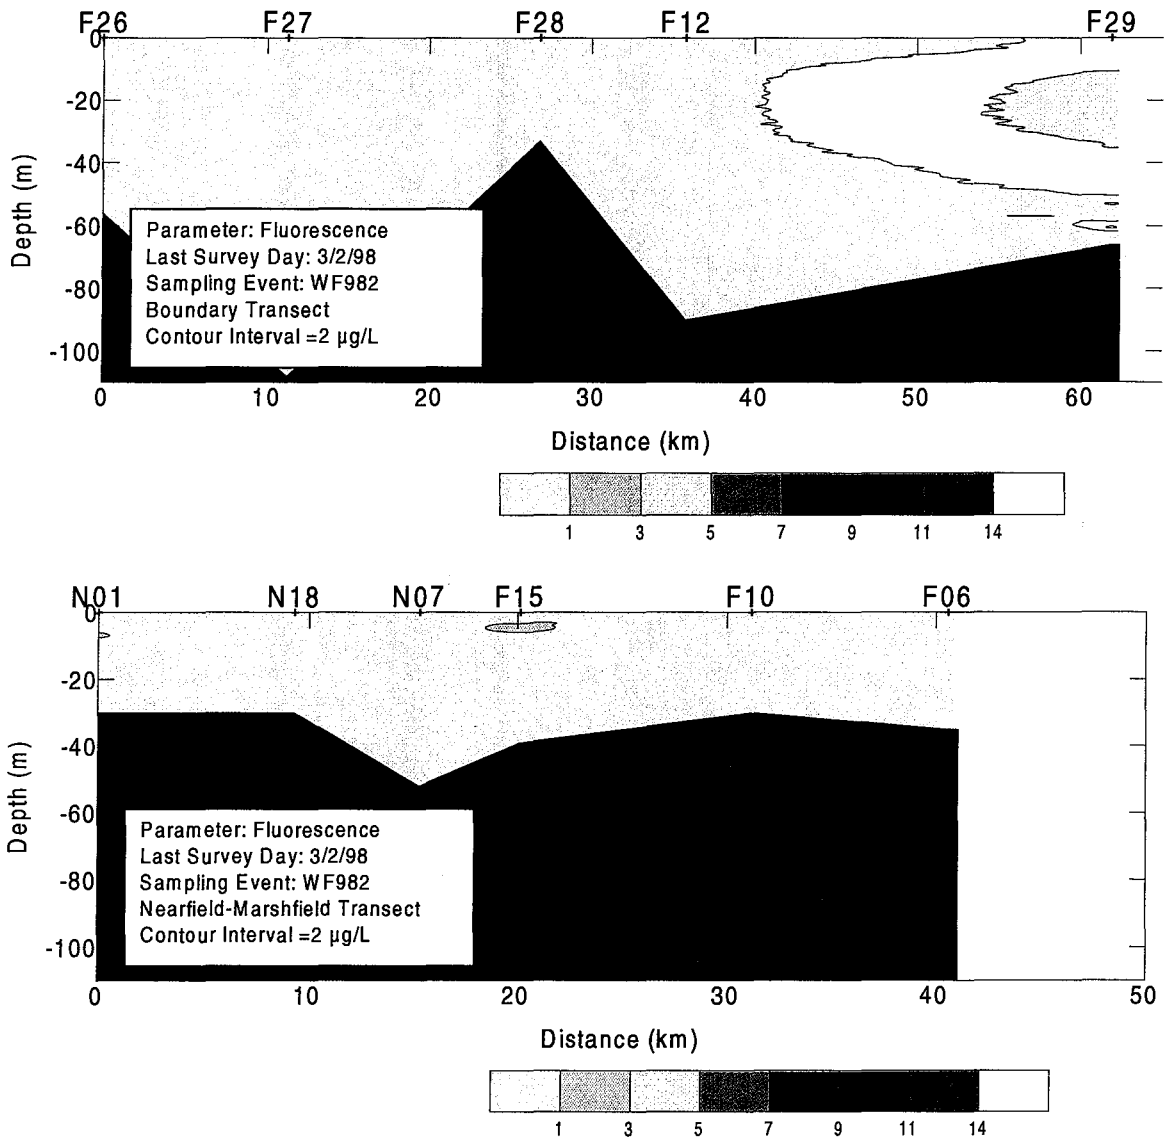 F26 F27 F28 F12 F29
0
-20
-40
-60
-80
-100
Depth (m)
Parameter: Fluorescence
Last Survey Day: 3/2/98
Sampling Event: WF982
Boundary Transect
Contour Interval =2 µg/L
0 10 20 30 40 50 60
Distance (km)
1 3 5 7 9 11 14
N01 N18 N07 F15 F10 F06
0
-20
-40
-60
-80
-100
Depth (m)
Parameter: Fluorescence
Last Survey Day: 3/2/98
Sampling Event: WF982
Nearfield-Marshfield Transect
Contour Interval =2 µg/L
0 10 20 30 40 50
Distance (km)
1 3 5 7 9 11 14